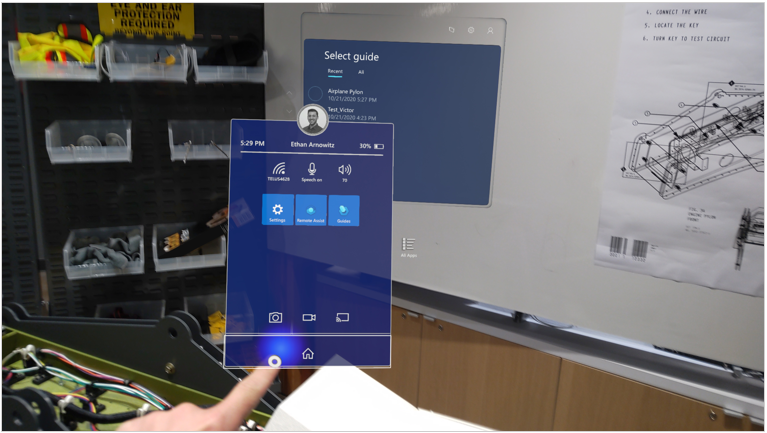 EYE AND EAR
PROTECTION
REQUIRED
4. CONNECT THE WIRE
5. LOCATE THE KEY
6. TURN KEY TO TEST CIRCUIT
Select guide
Recent All
Airplane Pylon
10/21/2020 5:27 PM
Test_Victor
10/21/2020 4:23 PM
5:29 PM Ethan Arnowitz 30%
Speech on
70
Settings Remote Assist Guides
All Apps